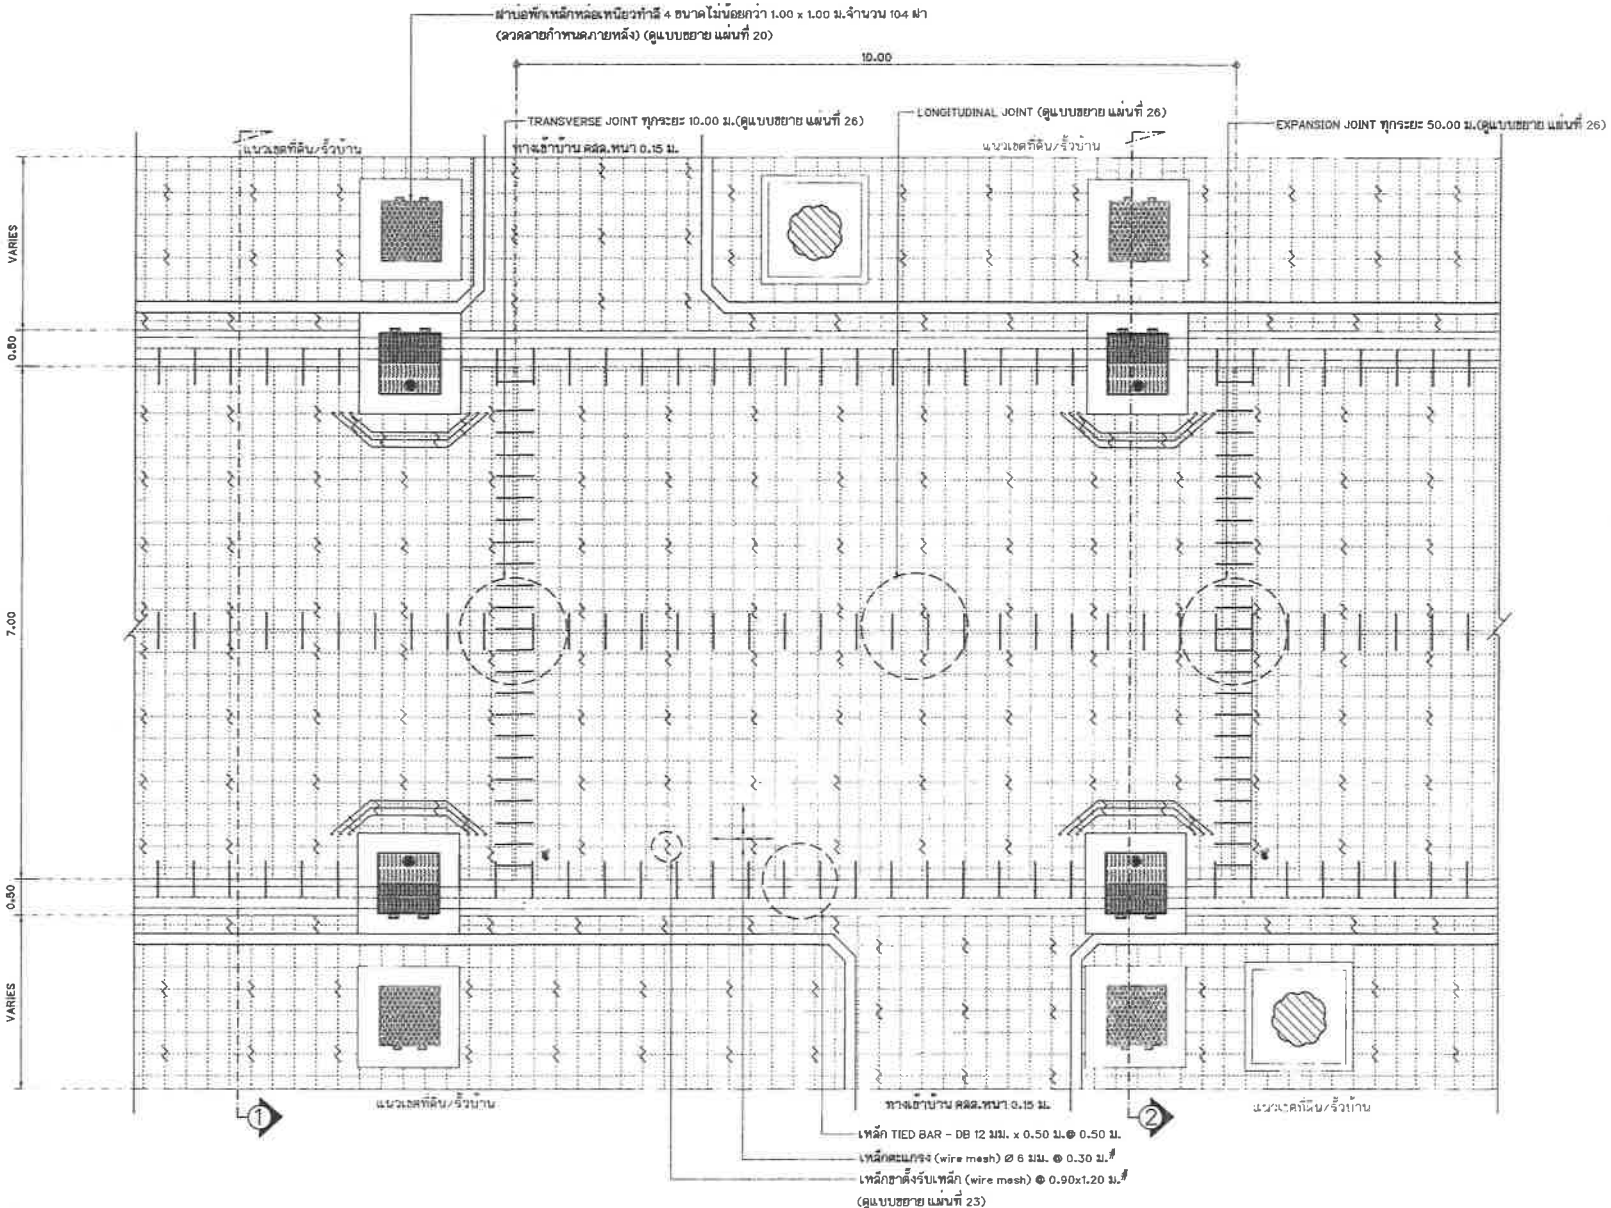 ฝาบ่อพักเหล็กหล่อเหนียวทำสี 4 ขนาดไม่น้อยกว่า 1.00 x 1.00 ม.จำนวน 104 ฝา
(ลวดลายกำหนดภายหลัง) (ดูแบบขยาย แผ่นที่ 20)
10.00
TRANSVERSE JOINT ทุกระยะ 10.00 ม.(ดูแบบขยาย แผ่นที่ 26)
LONGITUDINAL JOINT (ดูแบบขยาย แผ่นที่ 26)
EXPANSION JOINT ทุกระยะ 50.00 ม.(ดูแบบขยาย แผ่นที่ 26)
แนวเขตที่ดิน/รั้วบ้าน
ทางเข้าบ้าน คสล.หนา 0.15 ม.
แนวเขตที่ดิน/รั้วบ้าน
VARIES
0.50
7.00
0.50
VARIES
แนวเขตที่ดิน/รั้วบ้าน
ทางเข้าบ้าน คสล.หนา 0.15 ม.
แนวเขตที่ดิน/รั้วบ้าน
1
2
เหล็ก TIED BAR - DB 12 มม. x 0.50 ม.@ 0.50 ม.
เหล็กตะแกรง (wire mesh) Ø 6 มม. @ 0.30 ม.#
เหล็กขาตั้งรับเหล็ก (wire mesh) @ 0.90x1.20 ม.#
(ดูแบบขยาย แผ่นที่ 23)